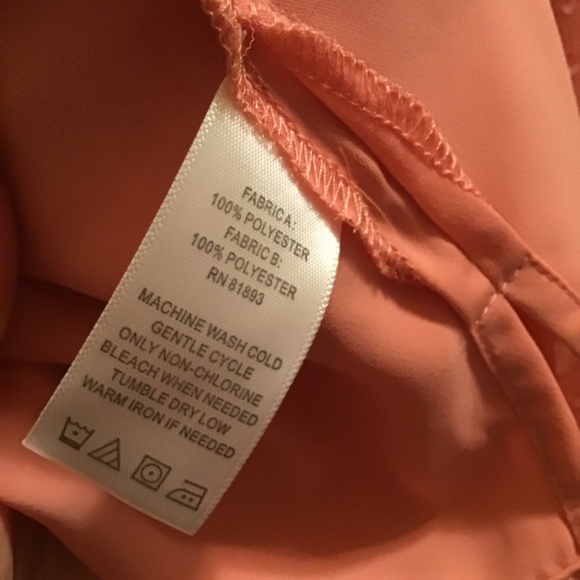 FABRIC A:
100% POLYESTER
FABRIC B:
100% POLYESTER
RN 81893
MACHINE WASH COLD
GENTLE CYCLE
ONLY NON-CHLORINE
BLEACH WHEN NEEDED
TUMBLE DRY LOW
WARM IRON IF NEEDED